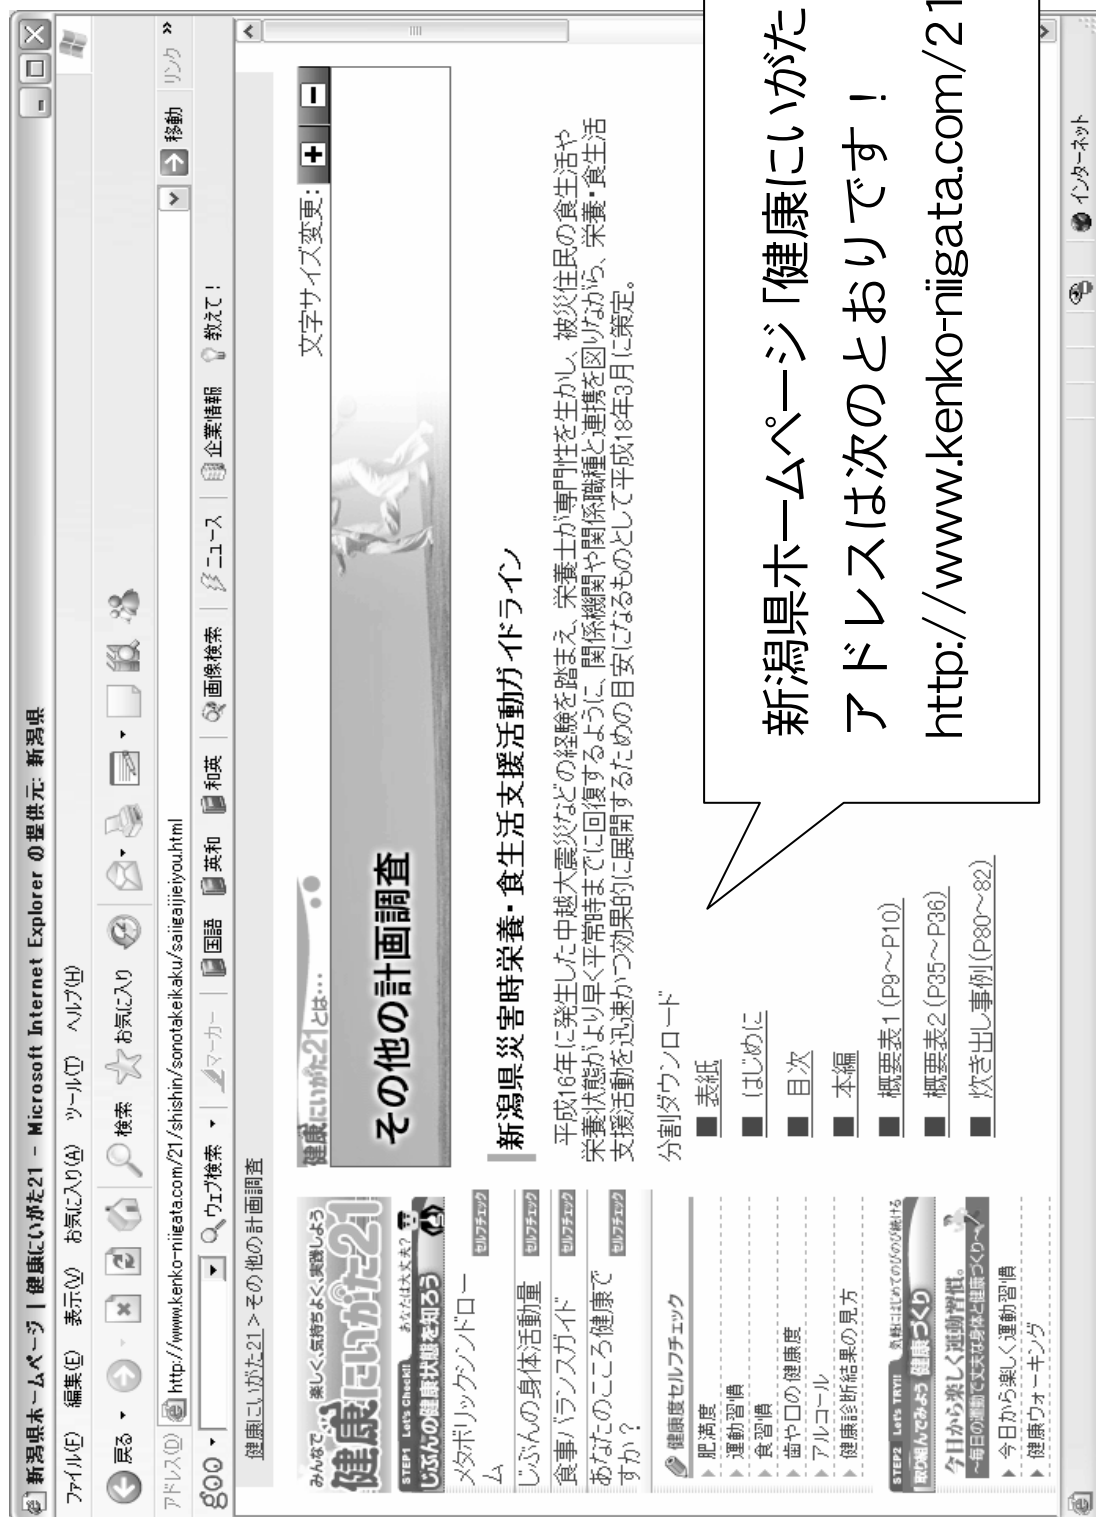 新潟県ホームページ | 健康にいがた21 - Microsoft Internet Explorer の提供元: 新潟県
ファイル(F) 編集(E) 表示(V) お気に入り(A) ツール(T) ヘルプ(H)
戻る 検索 お気に入り
アドレス(D) http://www.kenko-niigata.com/21/shishin/sonotakeikaku/saiigaijieiyou.html 移動 リンク »
goo ウェブ検索 マーカー 国語 英和 和英 画像検索 ニュース 企業情報 教えて!
健康にいがた21 > その他の計画調査
みんなで… 楽しく、気持ちよく、実践しよう
健康にいがた21
STEP1 Let's Check!! あなたは大丈夫?
じぶんの健康状態を知ろう
メタボリックシンドローム セルフチェック
じぶんの身体活動量 セルフチェック
食事バランスガイド セルフチェック
あなたのこころ健康ですか? セルフチェック
健康度セルフチェック
肥満度
運動習慣
食習慣
歯や口の健康度
アルコール
健康診断結果の見方
STEP2 Let's TRY!! 気軽にはじめてのびのび続ける
取り組んでみよう 健康づくり
今日から楽しく運動習慣。
~毎日の運動で丈夫な身体と健康づくり~
今日から楽しく運動習慣
健康ウォーキング
健康にいがた21とは…
文字サイズ変更: + -
その他の計画調査
新潟県災害時栄養・食生活支援活動ガイドライン
平成16年に発生した中越大震災などの経験を踏まえ、栄養士が専門性を生かし、被災住民の食生活や
栄養状態がより早く平常時までに回復するように、関係機関や関係職種と連携を図りながら、栄養・食生活
支援活動を迅速かつ効果的に展開するための目安になるものとして平成18年3月に策定。
分割ダウンロード
■ 表紙
■ はじめに
■ 目次
■ 本編
■ 概要表1(P9~P10)
■ 概要表2(P35~P36)
■ 炊き出し事例(P80~82)
新潟県ホームページ「健康にいがた
アドレスは次のとおりです!
http://www.kenko-niigata.com/21
インターネット